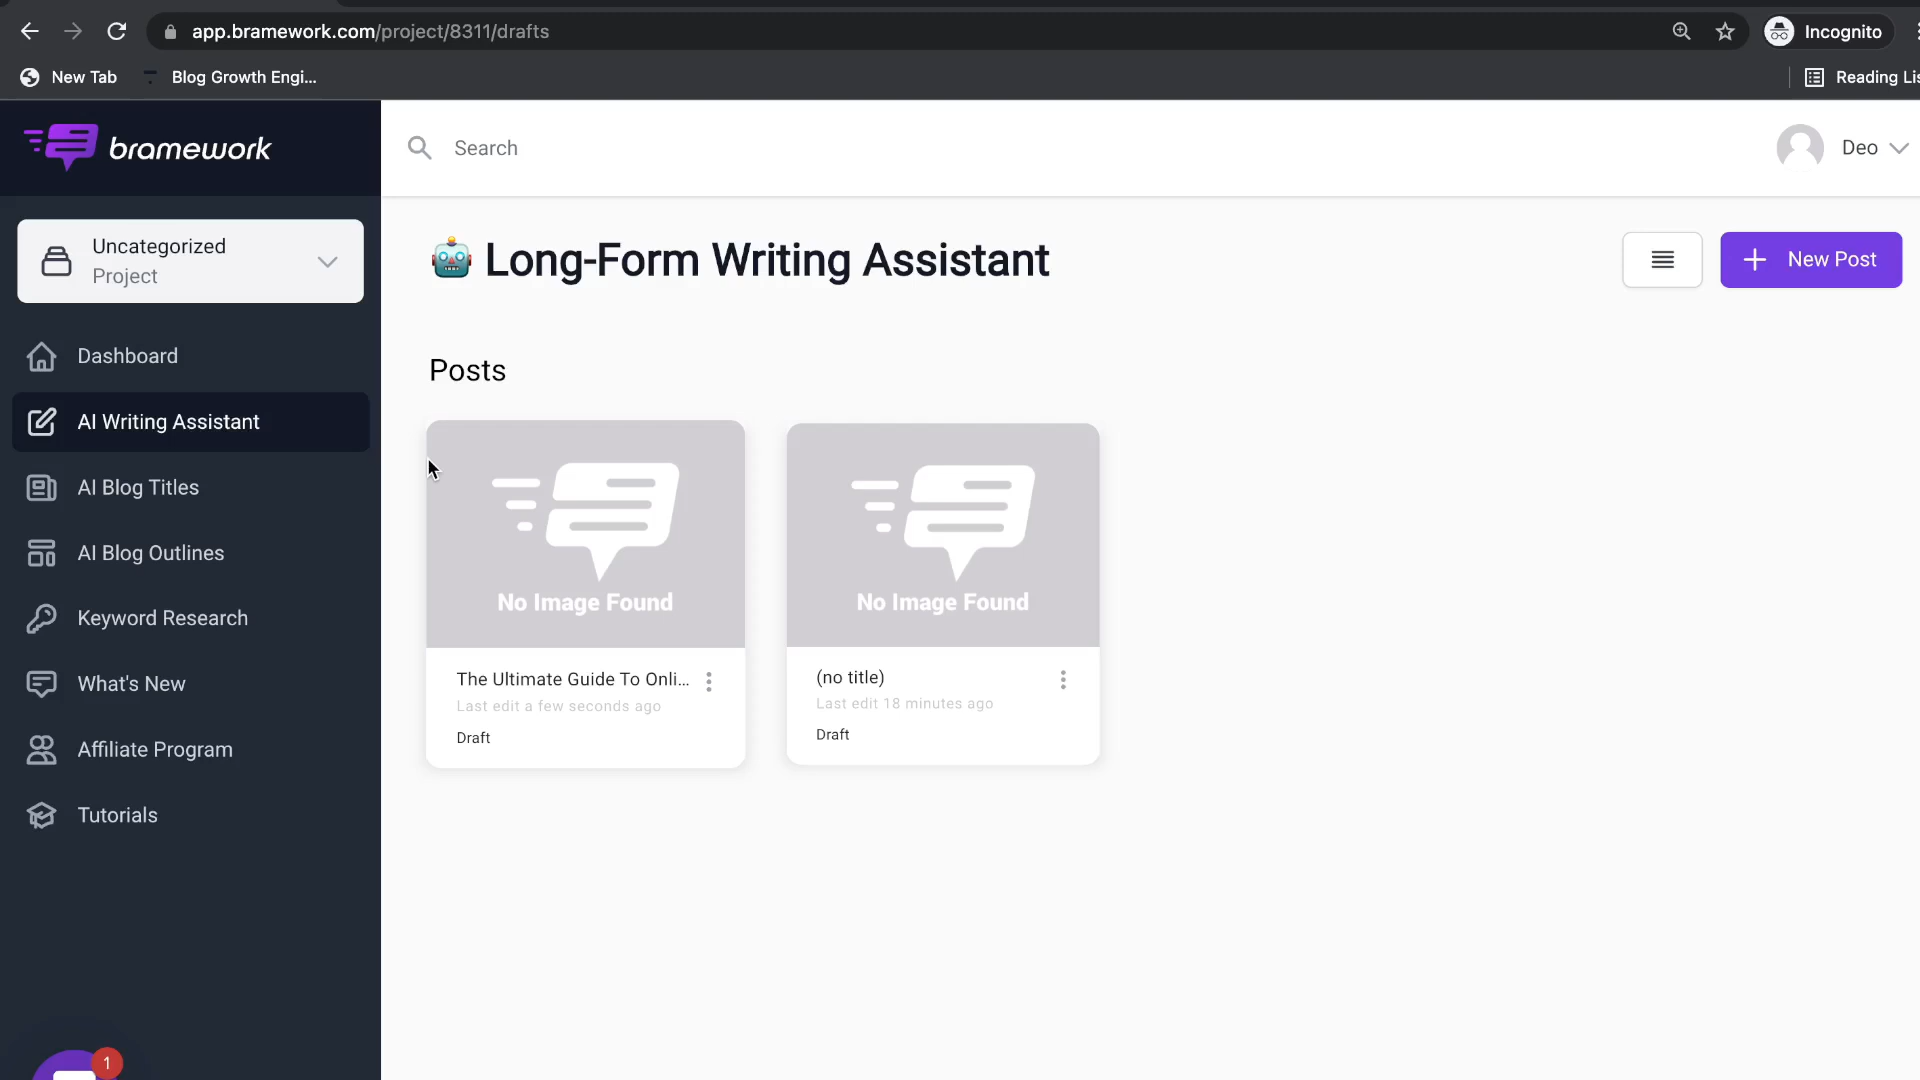 app.bramework.com/project/8311/drafts
Incognito
New Tab
Blog Growth Engi...
Reading Lis
bramework
Search
Deo
Uncategorized
Project
Long-Form Writing Assistant
New Post
Dashboard
Posts
AI Writing Assistant
AI Blog Titles
AI Blog Outlines
Keyword Research
What's New
Affiliate Program
Tutorials
No Image Found
The Ultimate Guide To Onli...
Last edit a few seconds ago
Draft
No Image Found
(no title)
Last edit 18 minutes ago
Draft
1